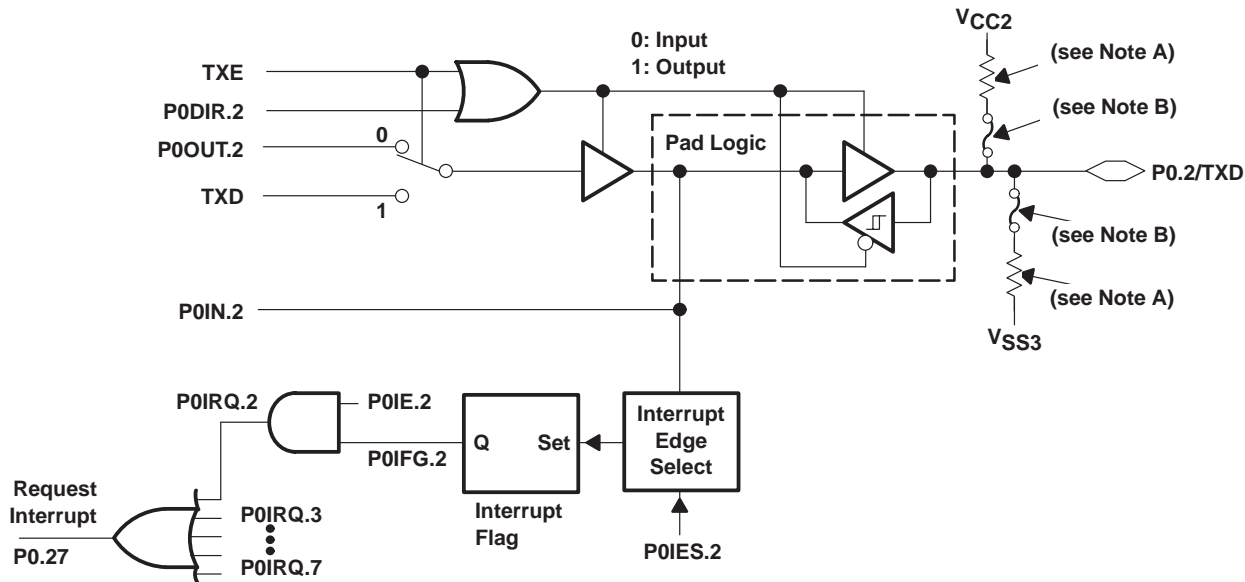 VCC2
0: Input
1: Output
(see Note A)
TXE
P0DIR.2
(see Note B)
0
P0OUT.2
Pad Logic
P0.2/TXD
TXD
1
(see Note B)
(see Note A)
P0IN.2
VSS3
P0IRQ.2
P0IE.2
Interrupt
Edge
Select
Q
Set
P0IFG.2
Request
Interrupt
P0IRQ.3
Interrupt
Flag
P0.27
P0IES.2
P0IRQ.7